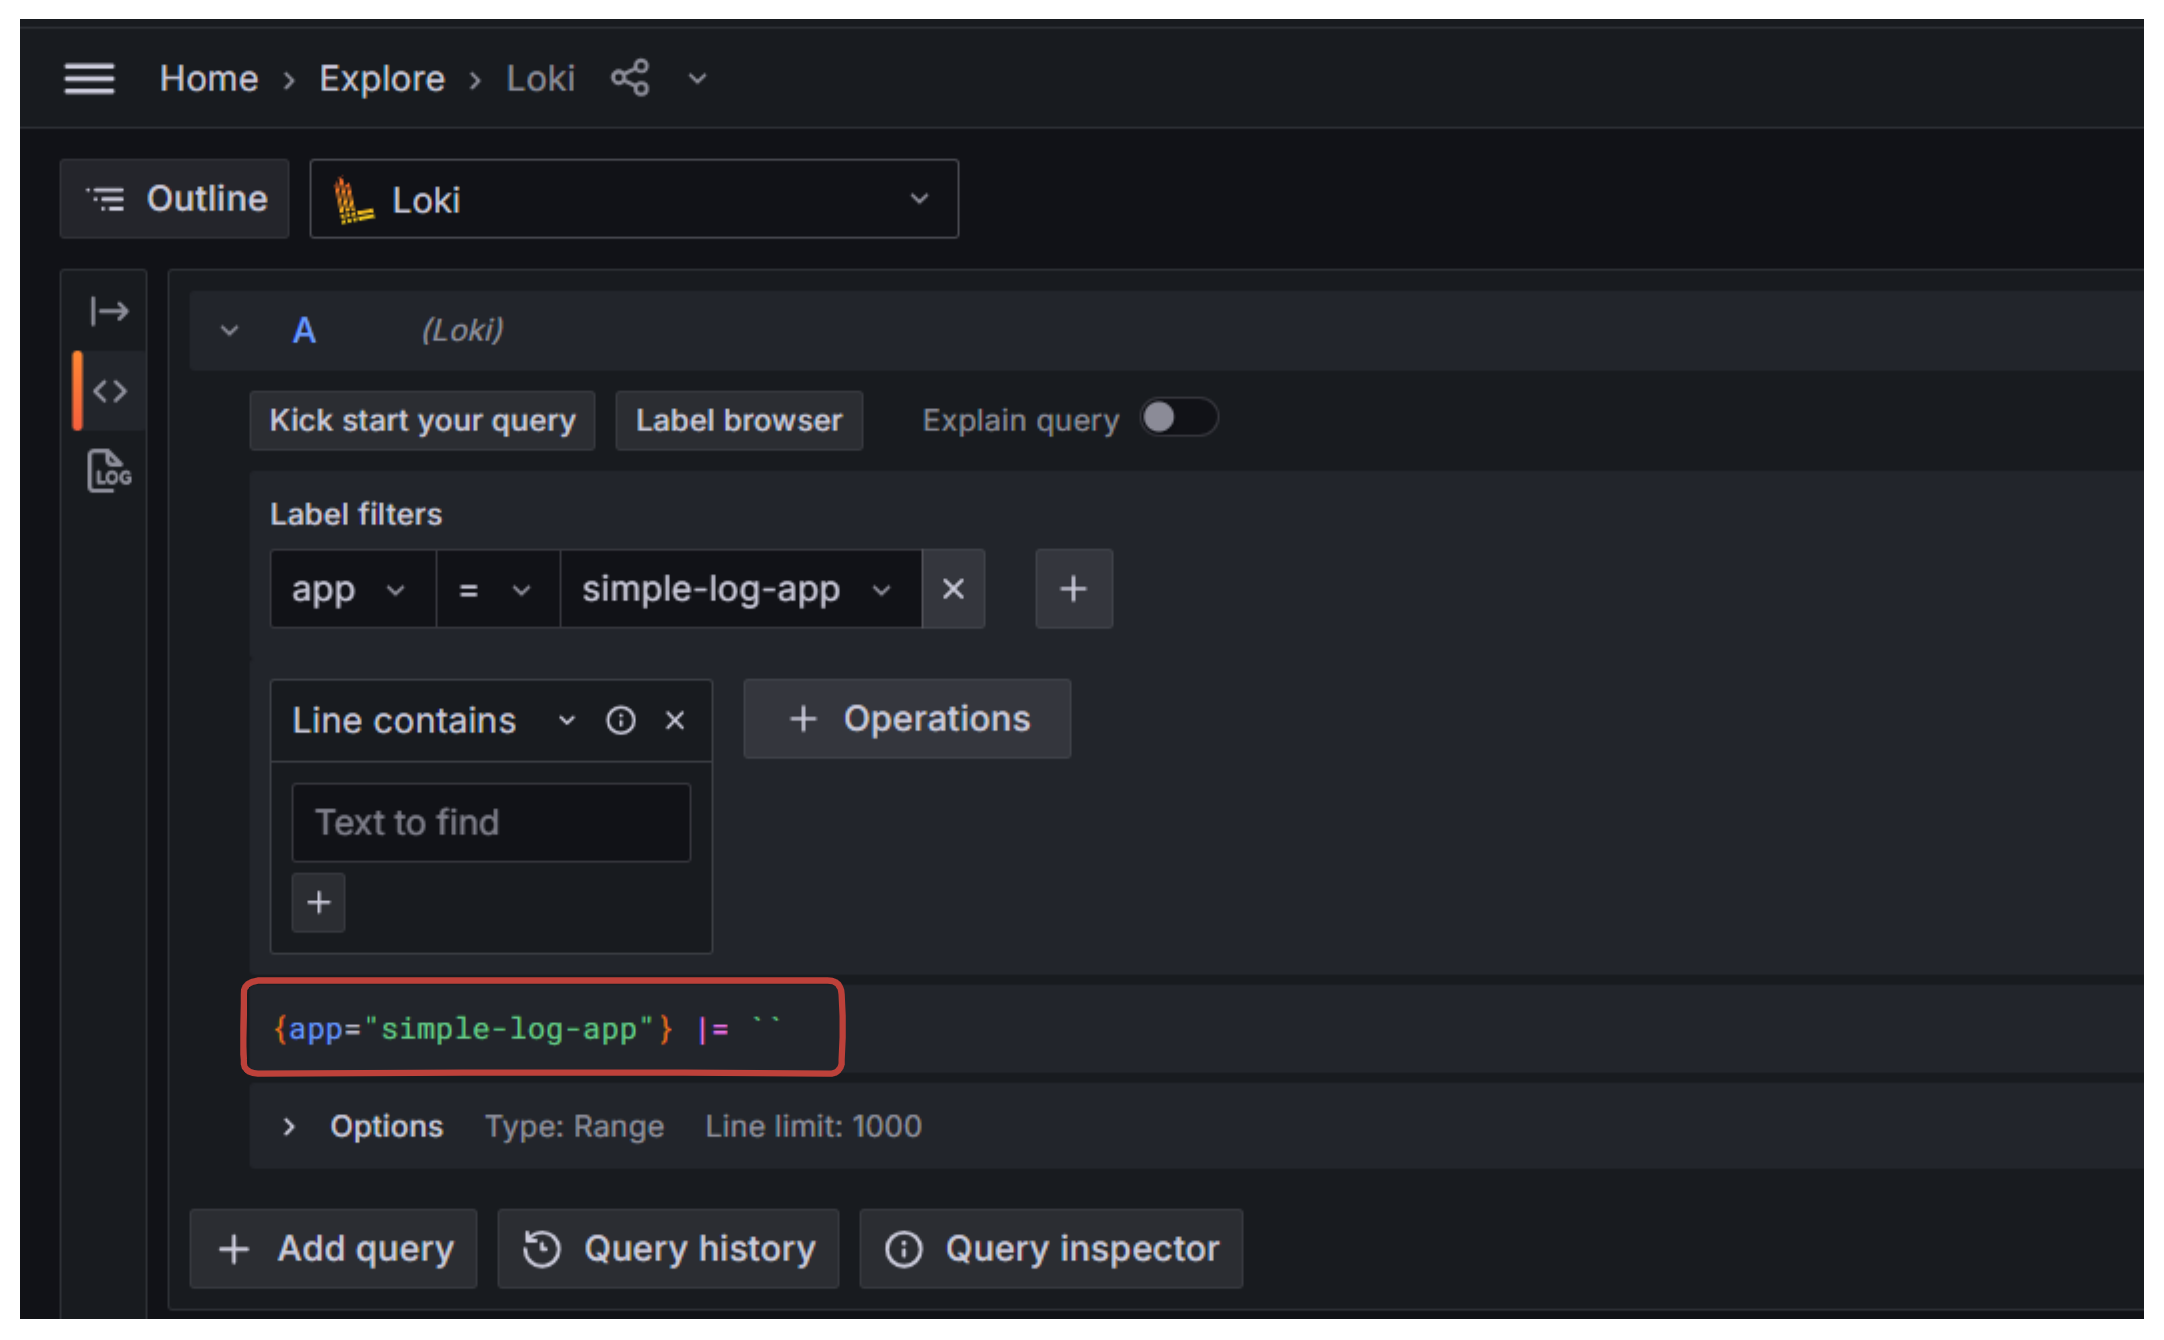 Home › Explore › Loki
Outline
Loki
A (Loki)
Kick start your query
Label browser
Explain query
Label filters
app = simple-log-app
Line contains
+ Operations
Text to find
+
{app="simple-log-app"} |= ``
Options Type: Range Line limit: 1000
+ Add query
Query history
Query inspector
LOG